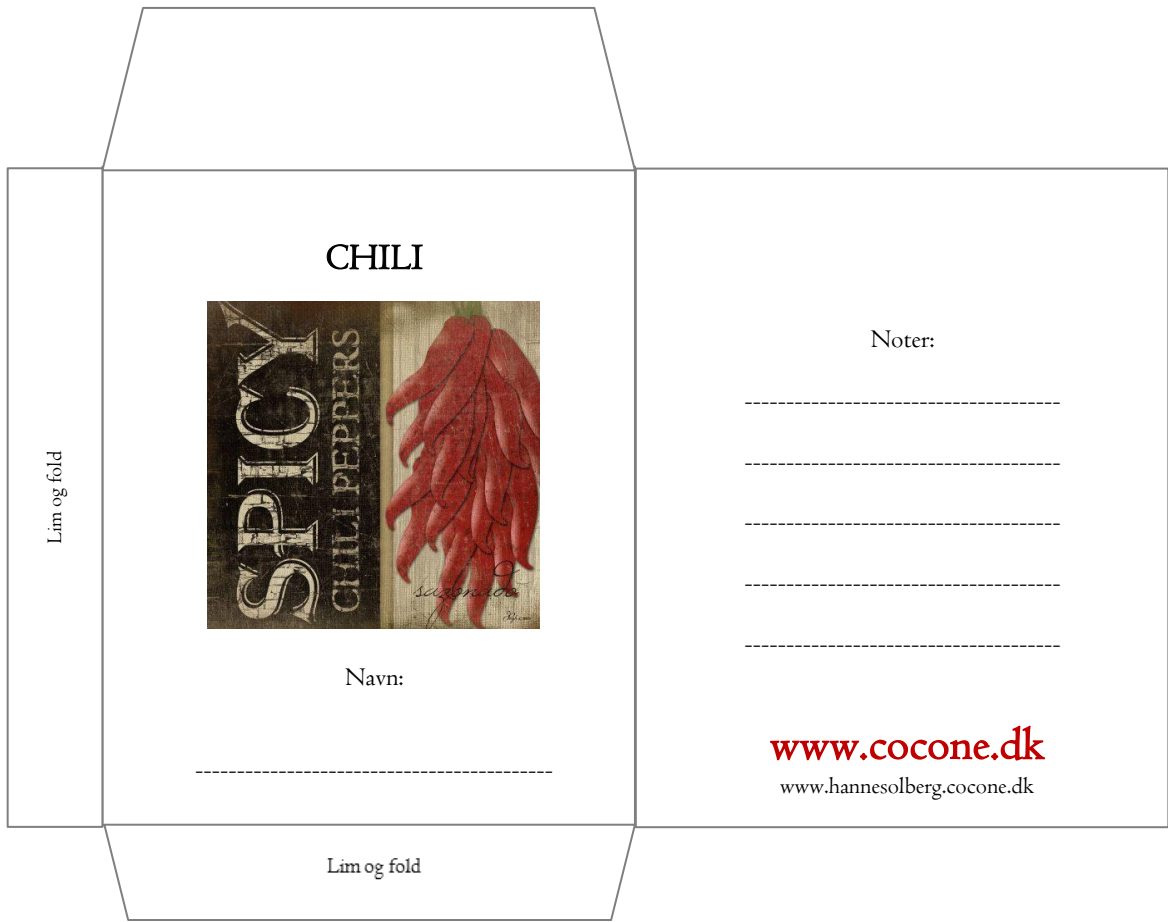 CHILI
SPICY
CHILI PEPPERS
Navn:
Lim og fold
Lim og fold
Noter:
www.cocone.dk
www.hannesolberg.cocone.dk